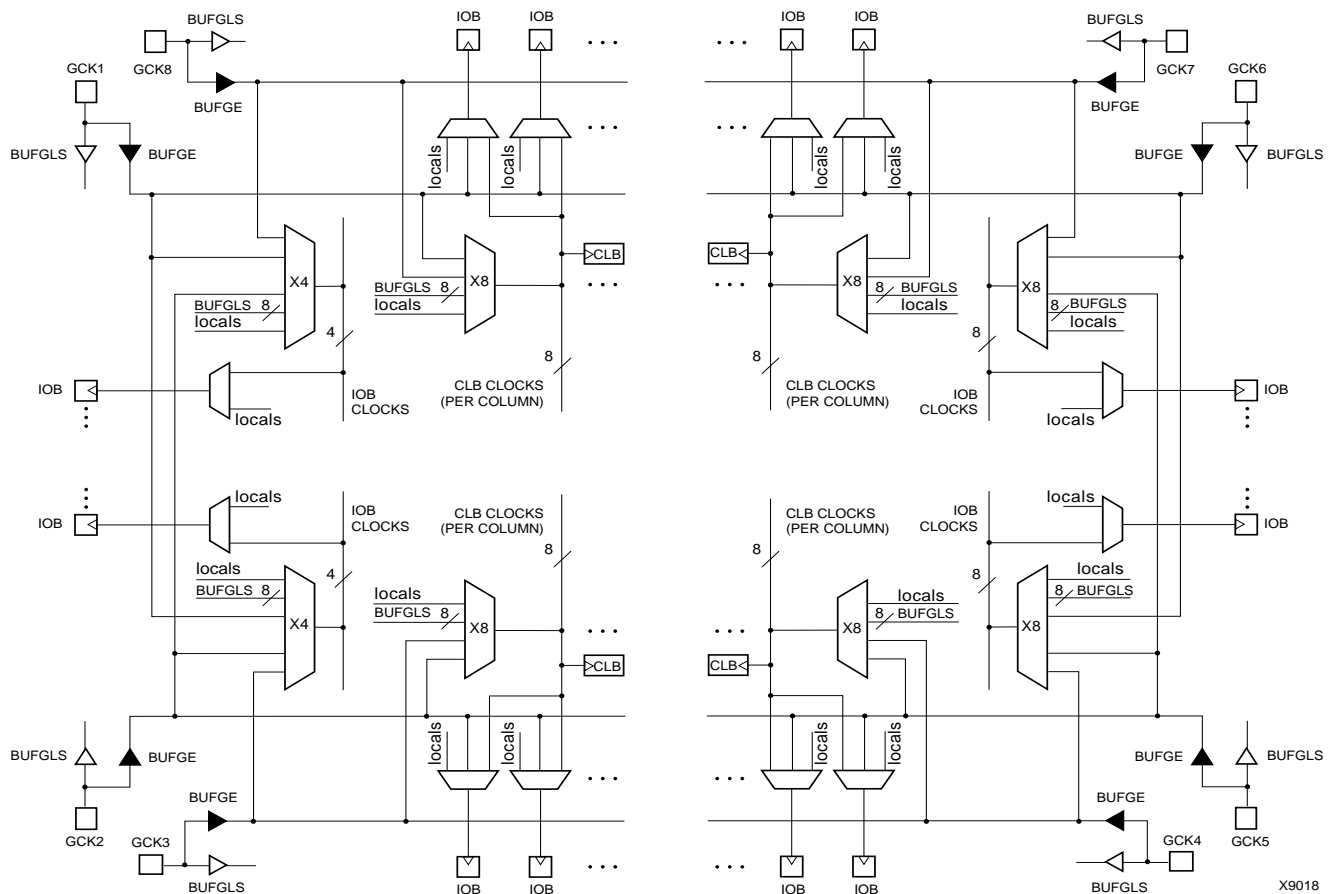 BUFGLS
IOB
IOB
BUFGLS
GCK8
GCK7
GCK1
GCK6
BUFGE
BUFGE
BUFGLS
BUFGE
BUFGE
BUFGLS
locals
locals
locals
locals
CLB
CLB
X4
X8
X8
X8
BUFGLS
8
locals
BUFGLS
8
locals
8
BUFGLS
locals
8
BUFGLS
locals
4
8
8
8
IOB
IOB
CLOCKS
locals
CLB CLOCKS
(PER COLUMN)
CLB CLOCKS
(PER COLUMN)
IOB
CLOCKS
locals
IOB
IOB
locals
IOB
CLOCKS
CLB CLOCKS
(PER COLUMN)
CLB CLOCKS
(PER COLUMN)
IOB
CLOCKS
locals
IOB
4
8
8
8
locals
BUFGLS
8
locals
BUFGLS
8
locals
8
BUFGLS
locals
8
BUFGLS
X4
X8
X8
X8
CLB
CLB
locals
locals
locals
locals
BUFGLS
BUFGE
BUFGE
BUFGLS
BUFGE
BUFGE
GCK2
GCK3
GCK4
GCK5
BUFGLS
IOB
IOB
IOB
IOB
BUFGLS
X9018
IOB
IOB